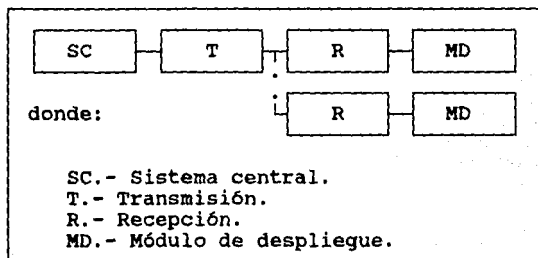 SC T R MD
donde: R MD
SC.- Sistema central.
T.- Transmisión.
R.- Recepción.
MD.- Módulo de despliegue.